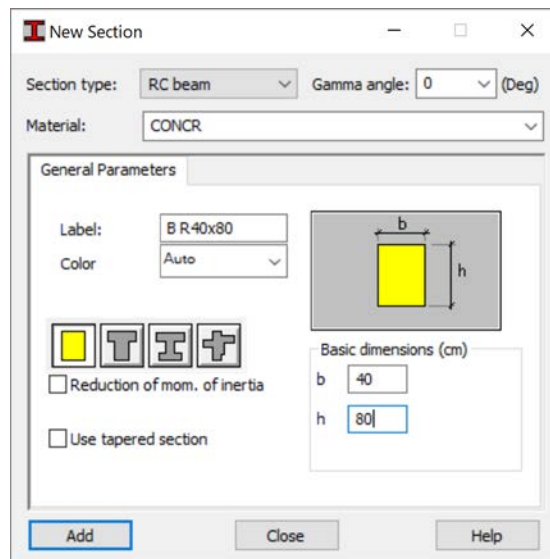 New Section
Section type: RC beam Gamma angle: 0 (Deg)
Material: CONCR
General Parameters
Label: B R40x80
Color Auto
b
h
Reduction of mom. of inertia
Use tapered section
Basic dimensions (cm)
b 40
h 80
Add Close Help